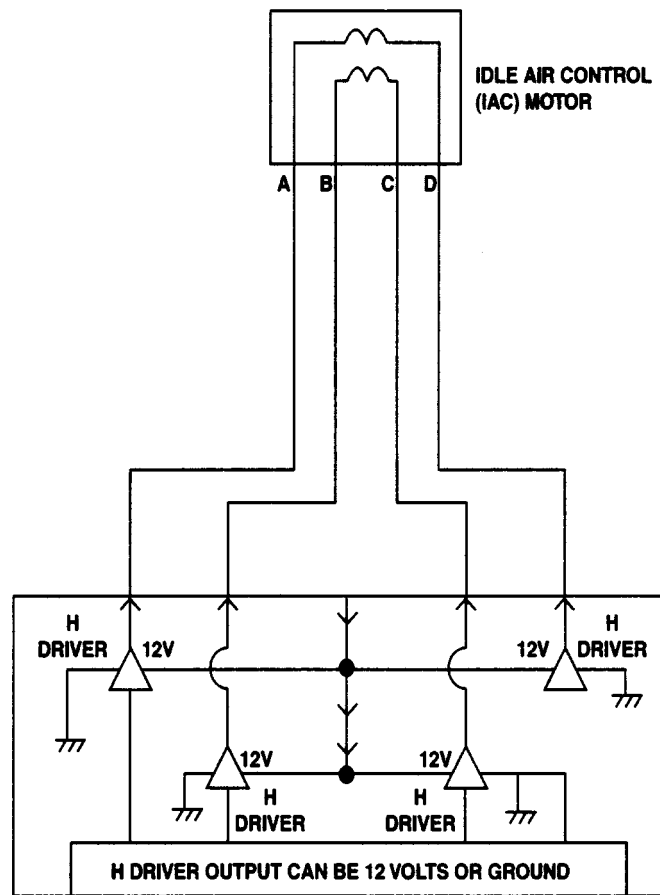 IDLE AIR CONTROL
(IAC) MOTOR
A B C D
H
DRIVER
12V
12V
H
DRIVER
12V
H
DRIVER
12V
H
DRIVER
H DRIVER OUTPUT CAN BE 12 VOLTS OR GROUND